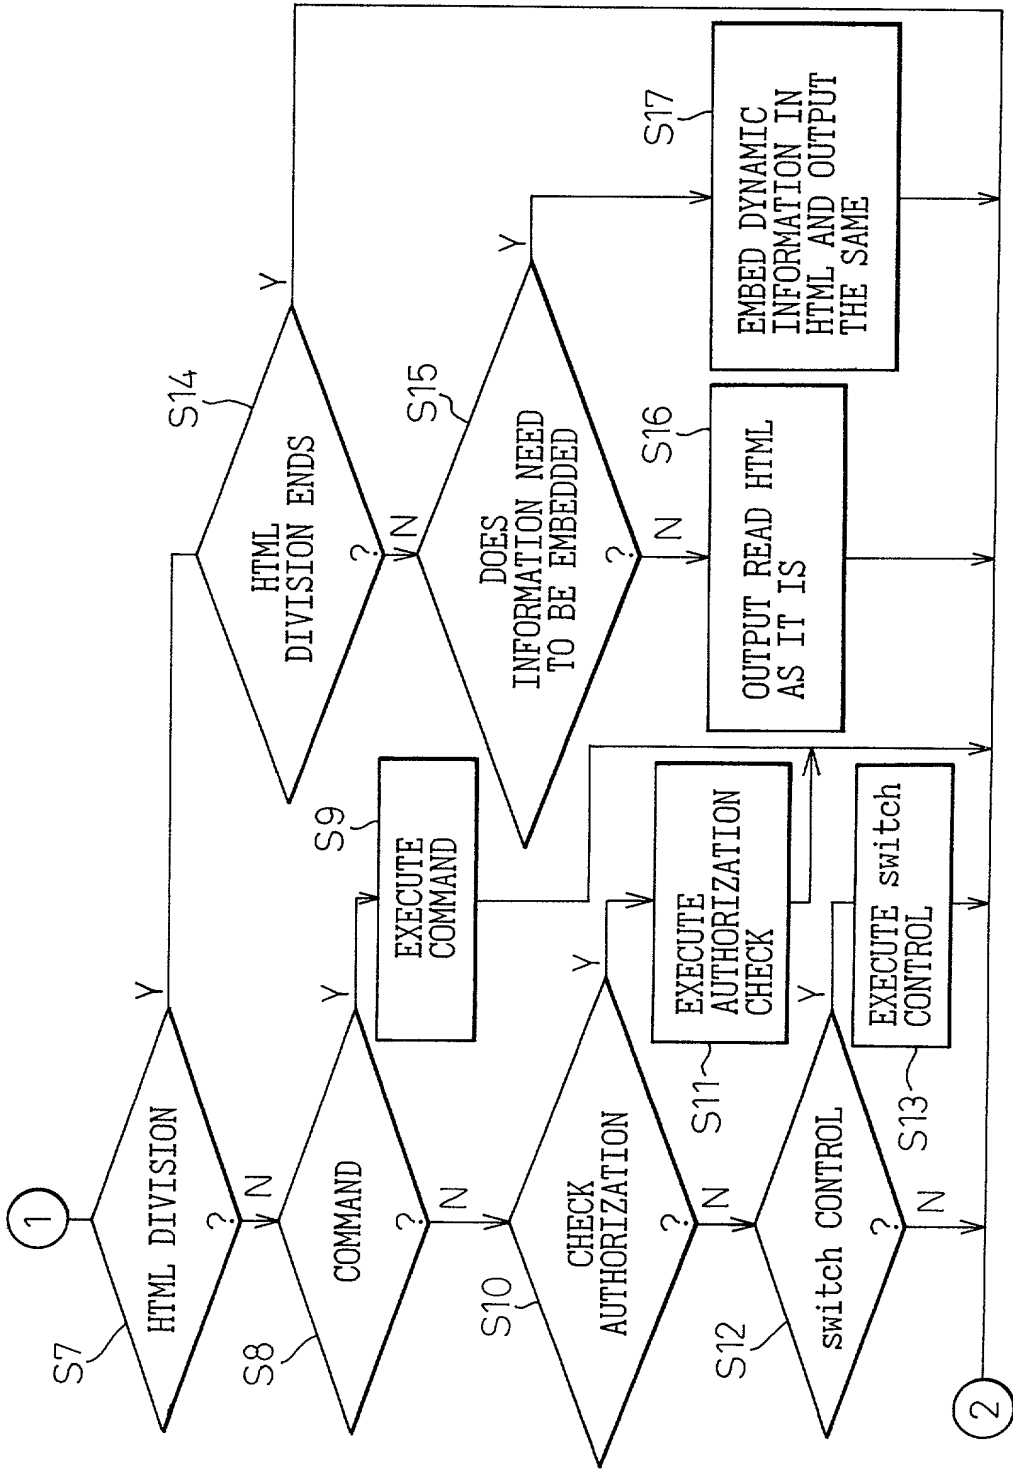 1
S7
HTML DIVISION
?
Y
N
S8
COMMAND
?
Y
N
S9
EXECUTE
COMMAND
S10
CHECK
AUTHORIZATION
?
Y
N
S11
EXECUTE
AUTHORIZATION
CHECK
S12
switch CONTROL
?
Y
N
S13
EXECUTE switch
CONTROL
S14
HTML
DIVISION ENDS
?
Y
N
S15
DOES
INFORMATION NEED
TO BE EMBEDDED
?
Y
N
S16
OUTPUT READ HTML
AS IT IS
S17
EMBED DYNAMIC
INFORMATION IN
HTML AND OUTPUT
THE SAME
2